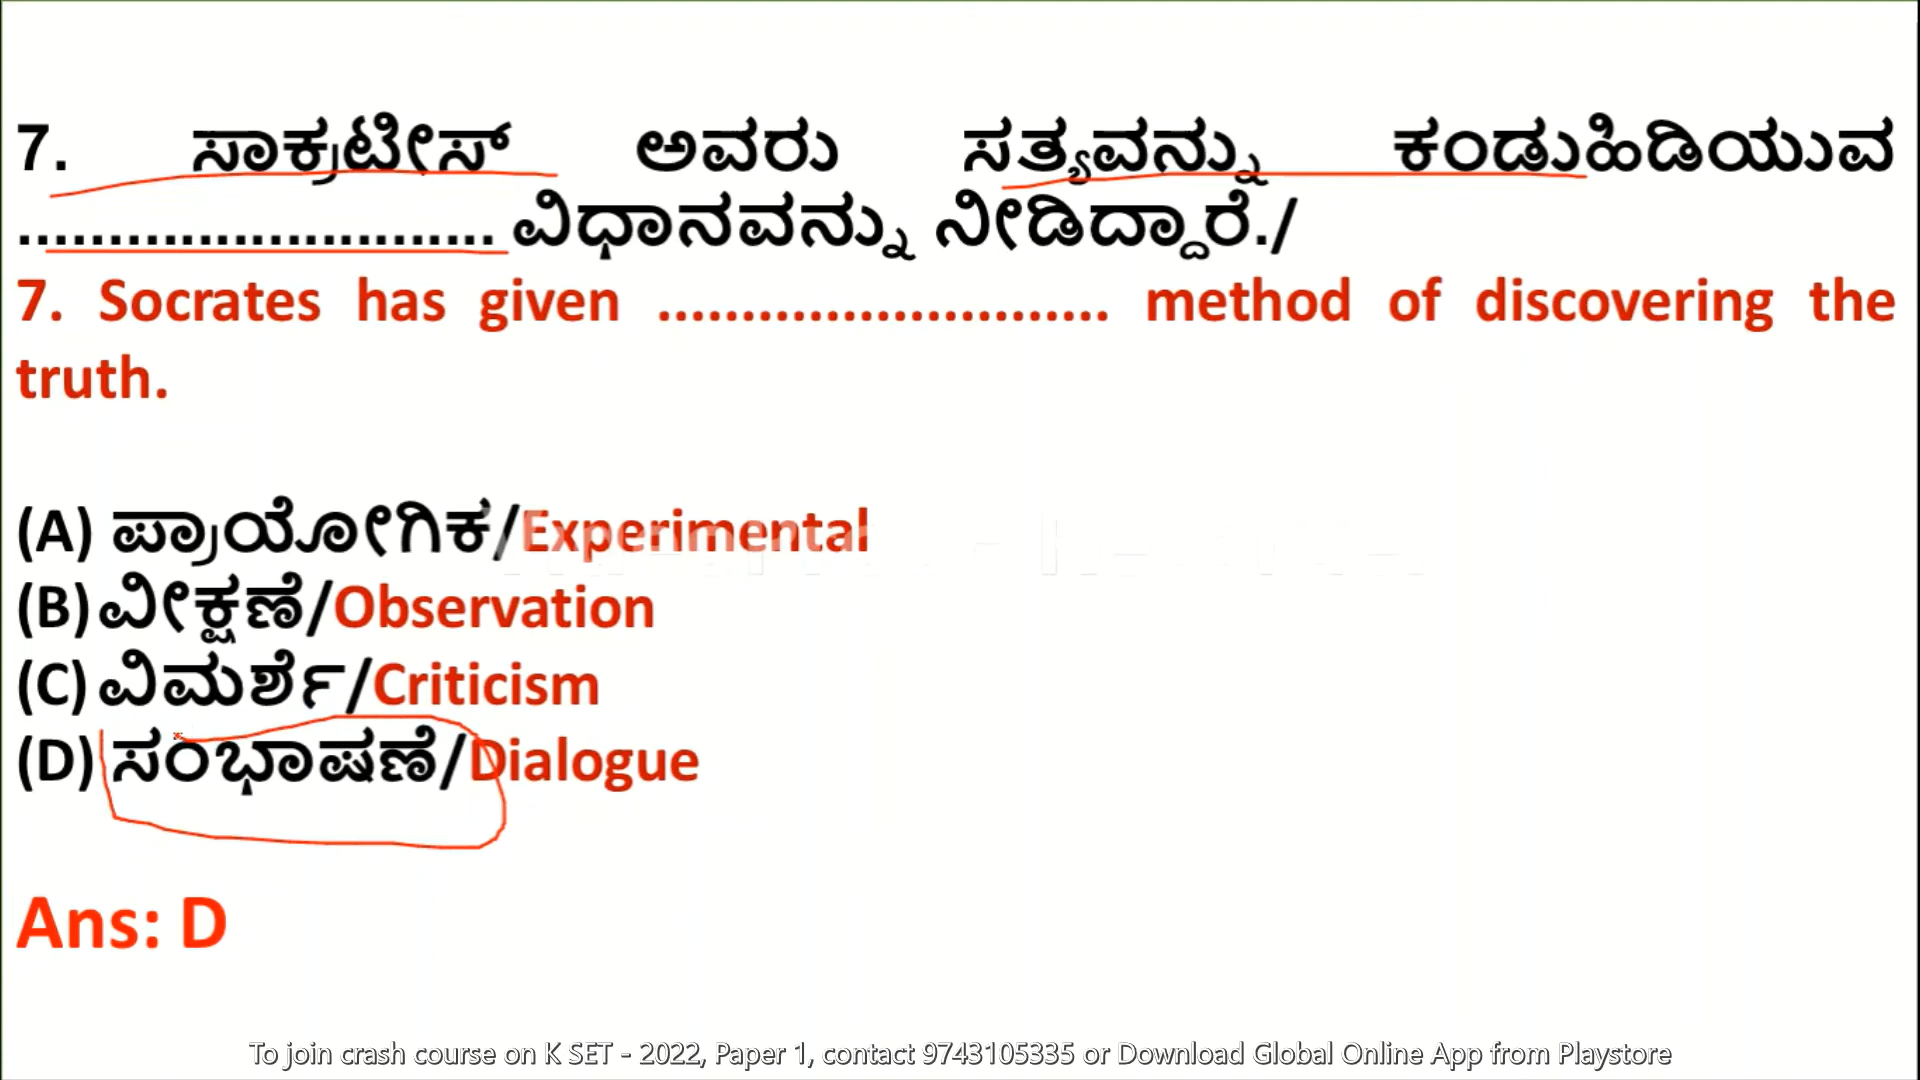 7. ಸಾಕ್ರಟೀಸ್ ಅವರು ಸತ್ಯವನ್ನು ಕಂಡುಹಿಡಿಯುವ
........................... ವಿಧಾನವನ್ನು ನೀಡಿದ್ದಾರೆ./
7. Socrates has given ........................... method of discovering the
truth.
(A) ಪ್ರಾಯೋಗಿಕ/Experimental
(B) ವೀಕ್ಷಣೆ/Observation
(C) ವಿಮರ್ಶೆ/Criticism
(D) ಸಂಭಾಷಣೆ/Dialogue
Ans: D
To join crash course on K SET - 2022, Paper 1, contact 9743105335 or Download Global Online App from Playstore